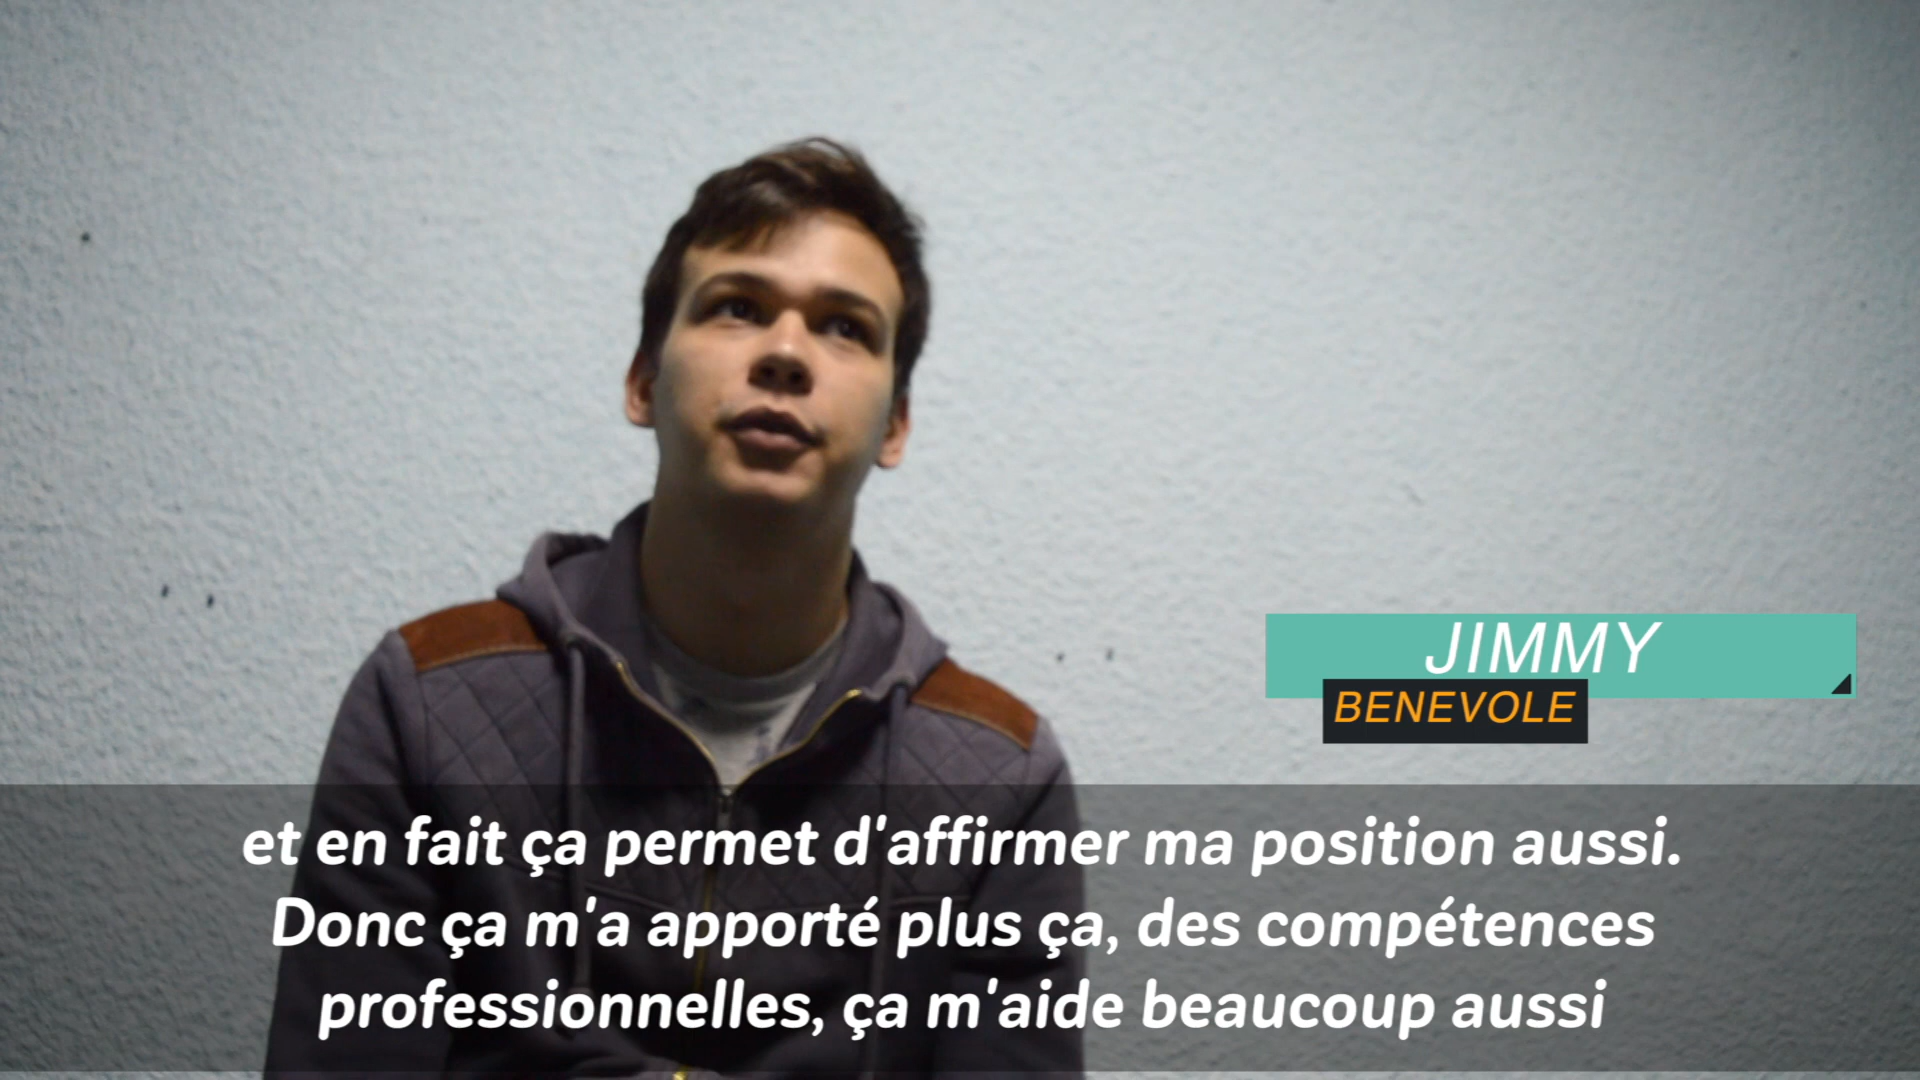 JIMMY
BENEVOLE
et en fait ça permet d'affirmer ma position aussi.
Donc ça m'a apporté plus ça, des compétences
professionnelles, ça m'aide beaucoup aussi